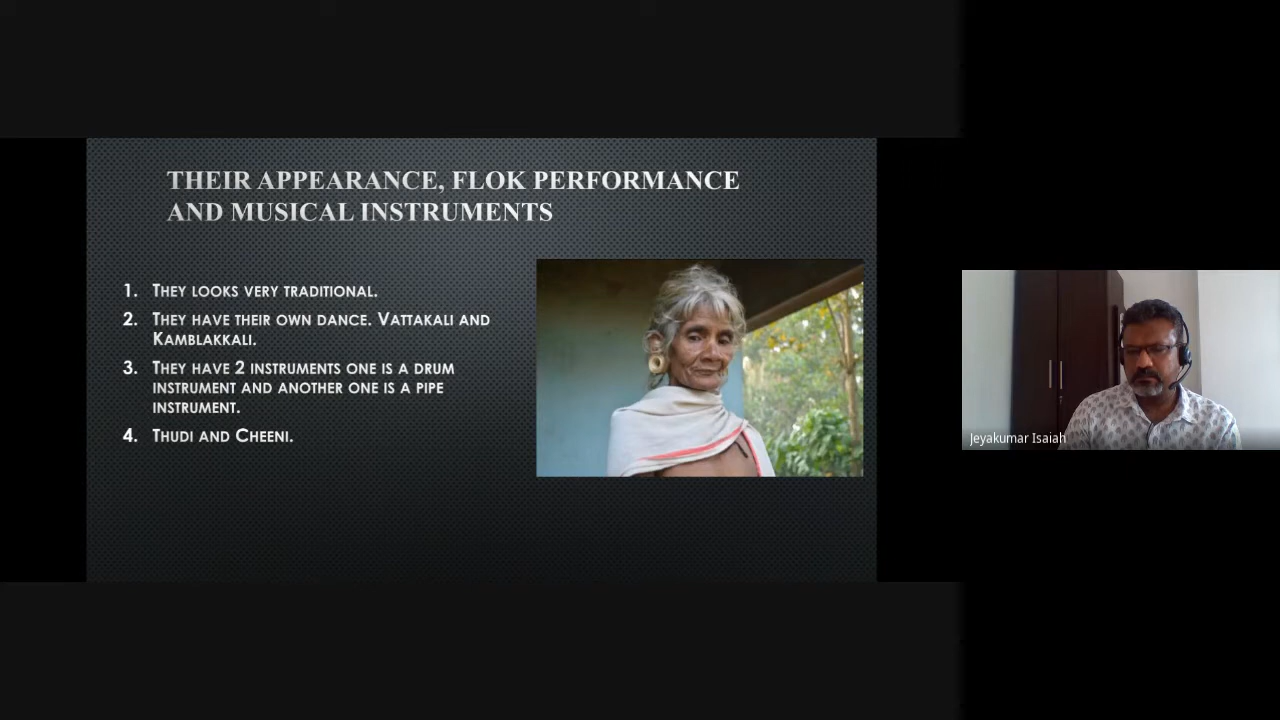 THEIR APPEARANCE, FLOK PERFORMANCE
AND MUSICAL INSTRUMENTS
1. They looks very traditional.
2. They have their own dance. Vattakali and
Kamblakkali.
3. They have 2 instruments one is a drum
instrument and another one is a pipe
instrument.
4. Thudi and Cheeni.
Jeyakumar Isaiah